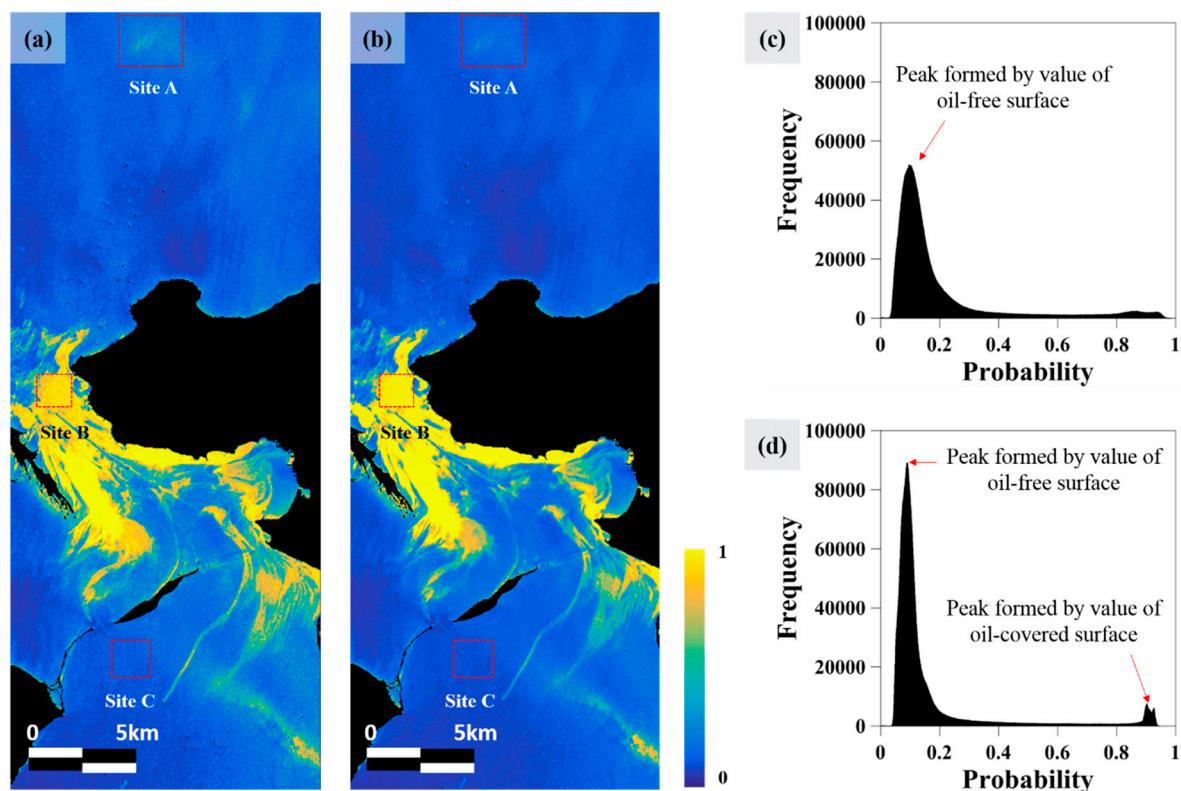 (a)
Site A
Site B
Site C
0
5km
(b)
Site A
Site B
Site C
0
5km
1
0
(c)
Frequency
100000
80000
60000
40000
20000
0
Peak formed by value of
oil-free surface
0
0.2
0.4
0.6
0.8
1
Probability
(d)
Frequency
100000
80000
60000
40000
20000
0
Peak formed by value of
oil-free surface
Peak formed by value of
oil-covered surface
0
0.2
0.4
0.6
0.8
1
Probability